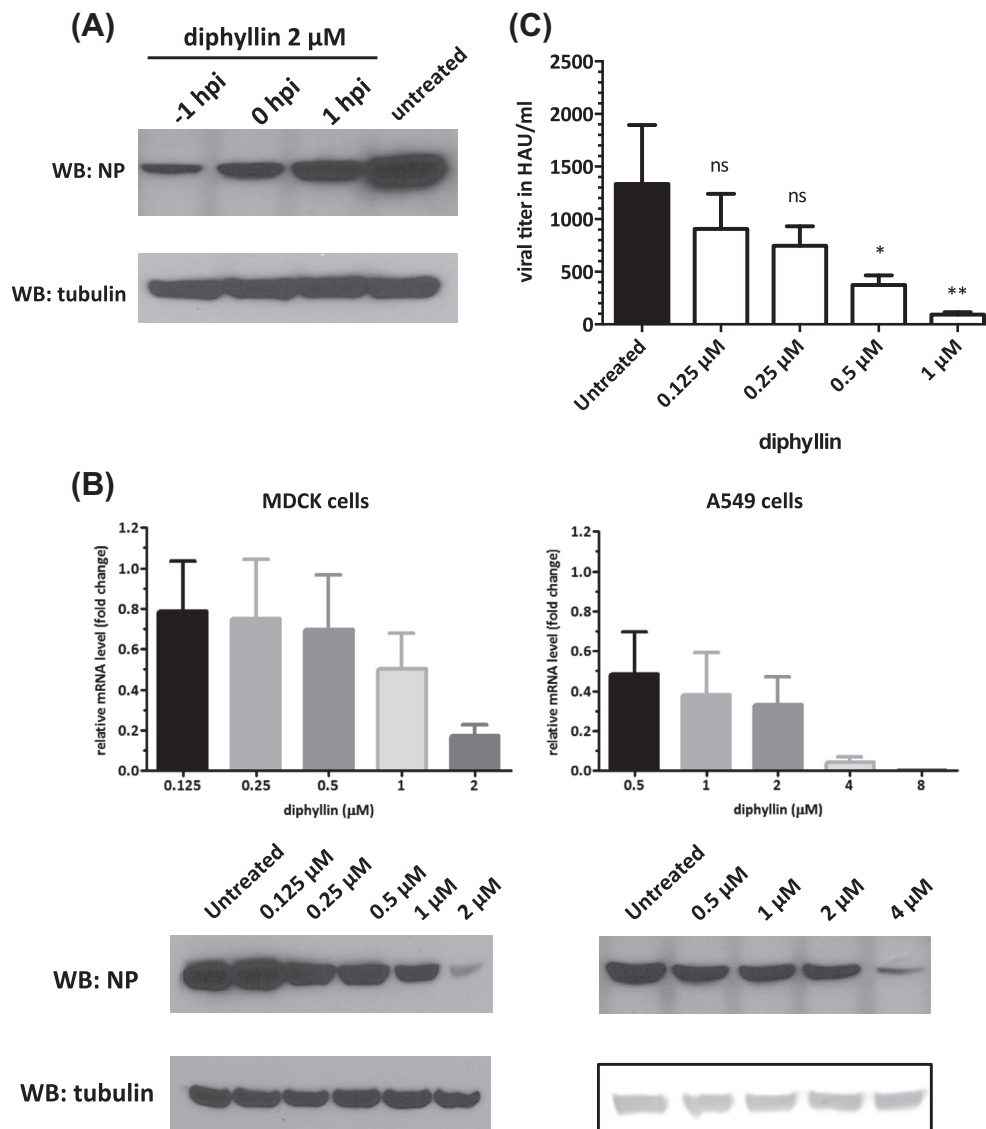 (A)
diphyllin 2 µM
-1 hpi
0 hpi
1 hpi
untreated
WB: NP
WB: tubulin
(C)
viral titer in HAU/ml
2500
2000
1500
1000
500
0
ns
ns
*
**
Untreated
0.125 µM
0.25 µM
0.5 µM
1 µM
diphyllin
(B)
MDCK cells
relative mRNA level (fold change)
1.2
1.0
0.8
0.6
0.4
0.2
0.0
0.125 0.25 0.5 1 2
diphyllin (µM)
A549 cells
relative mRNA level (fold change)
1.2
1.0
0.8
0.6
0.4
0.2
0.0
0.5 1 2 4 8
diphyllin (µM)
Untreated
0.125 µM
0.25 µM
0.5 µM
1 µM
2 µM
Untreated
0.5 µM
1 µM
2 µM
4 µM
WB: NP
WB: tubulin